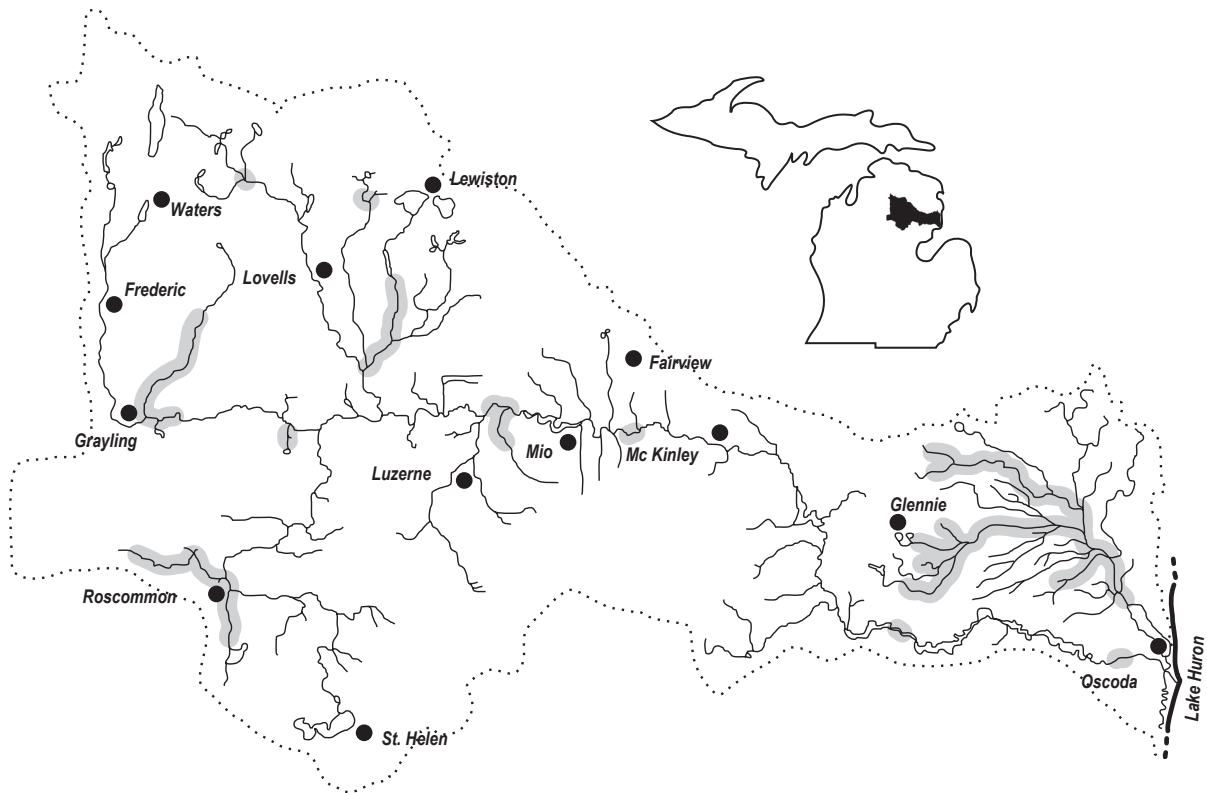 Lewiston
Waters
Lovells
Frederic
Fairview
Grayling
Mio
Mc Kinley
Luzerne
Glennie
Roscommon
Oscoda
Lake Huron
St. Helen